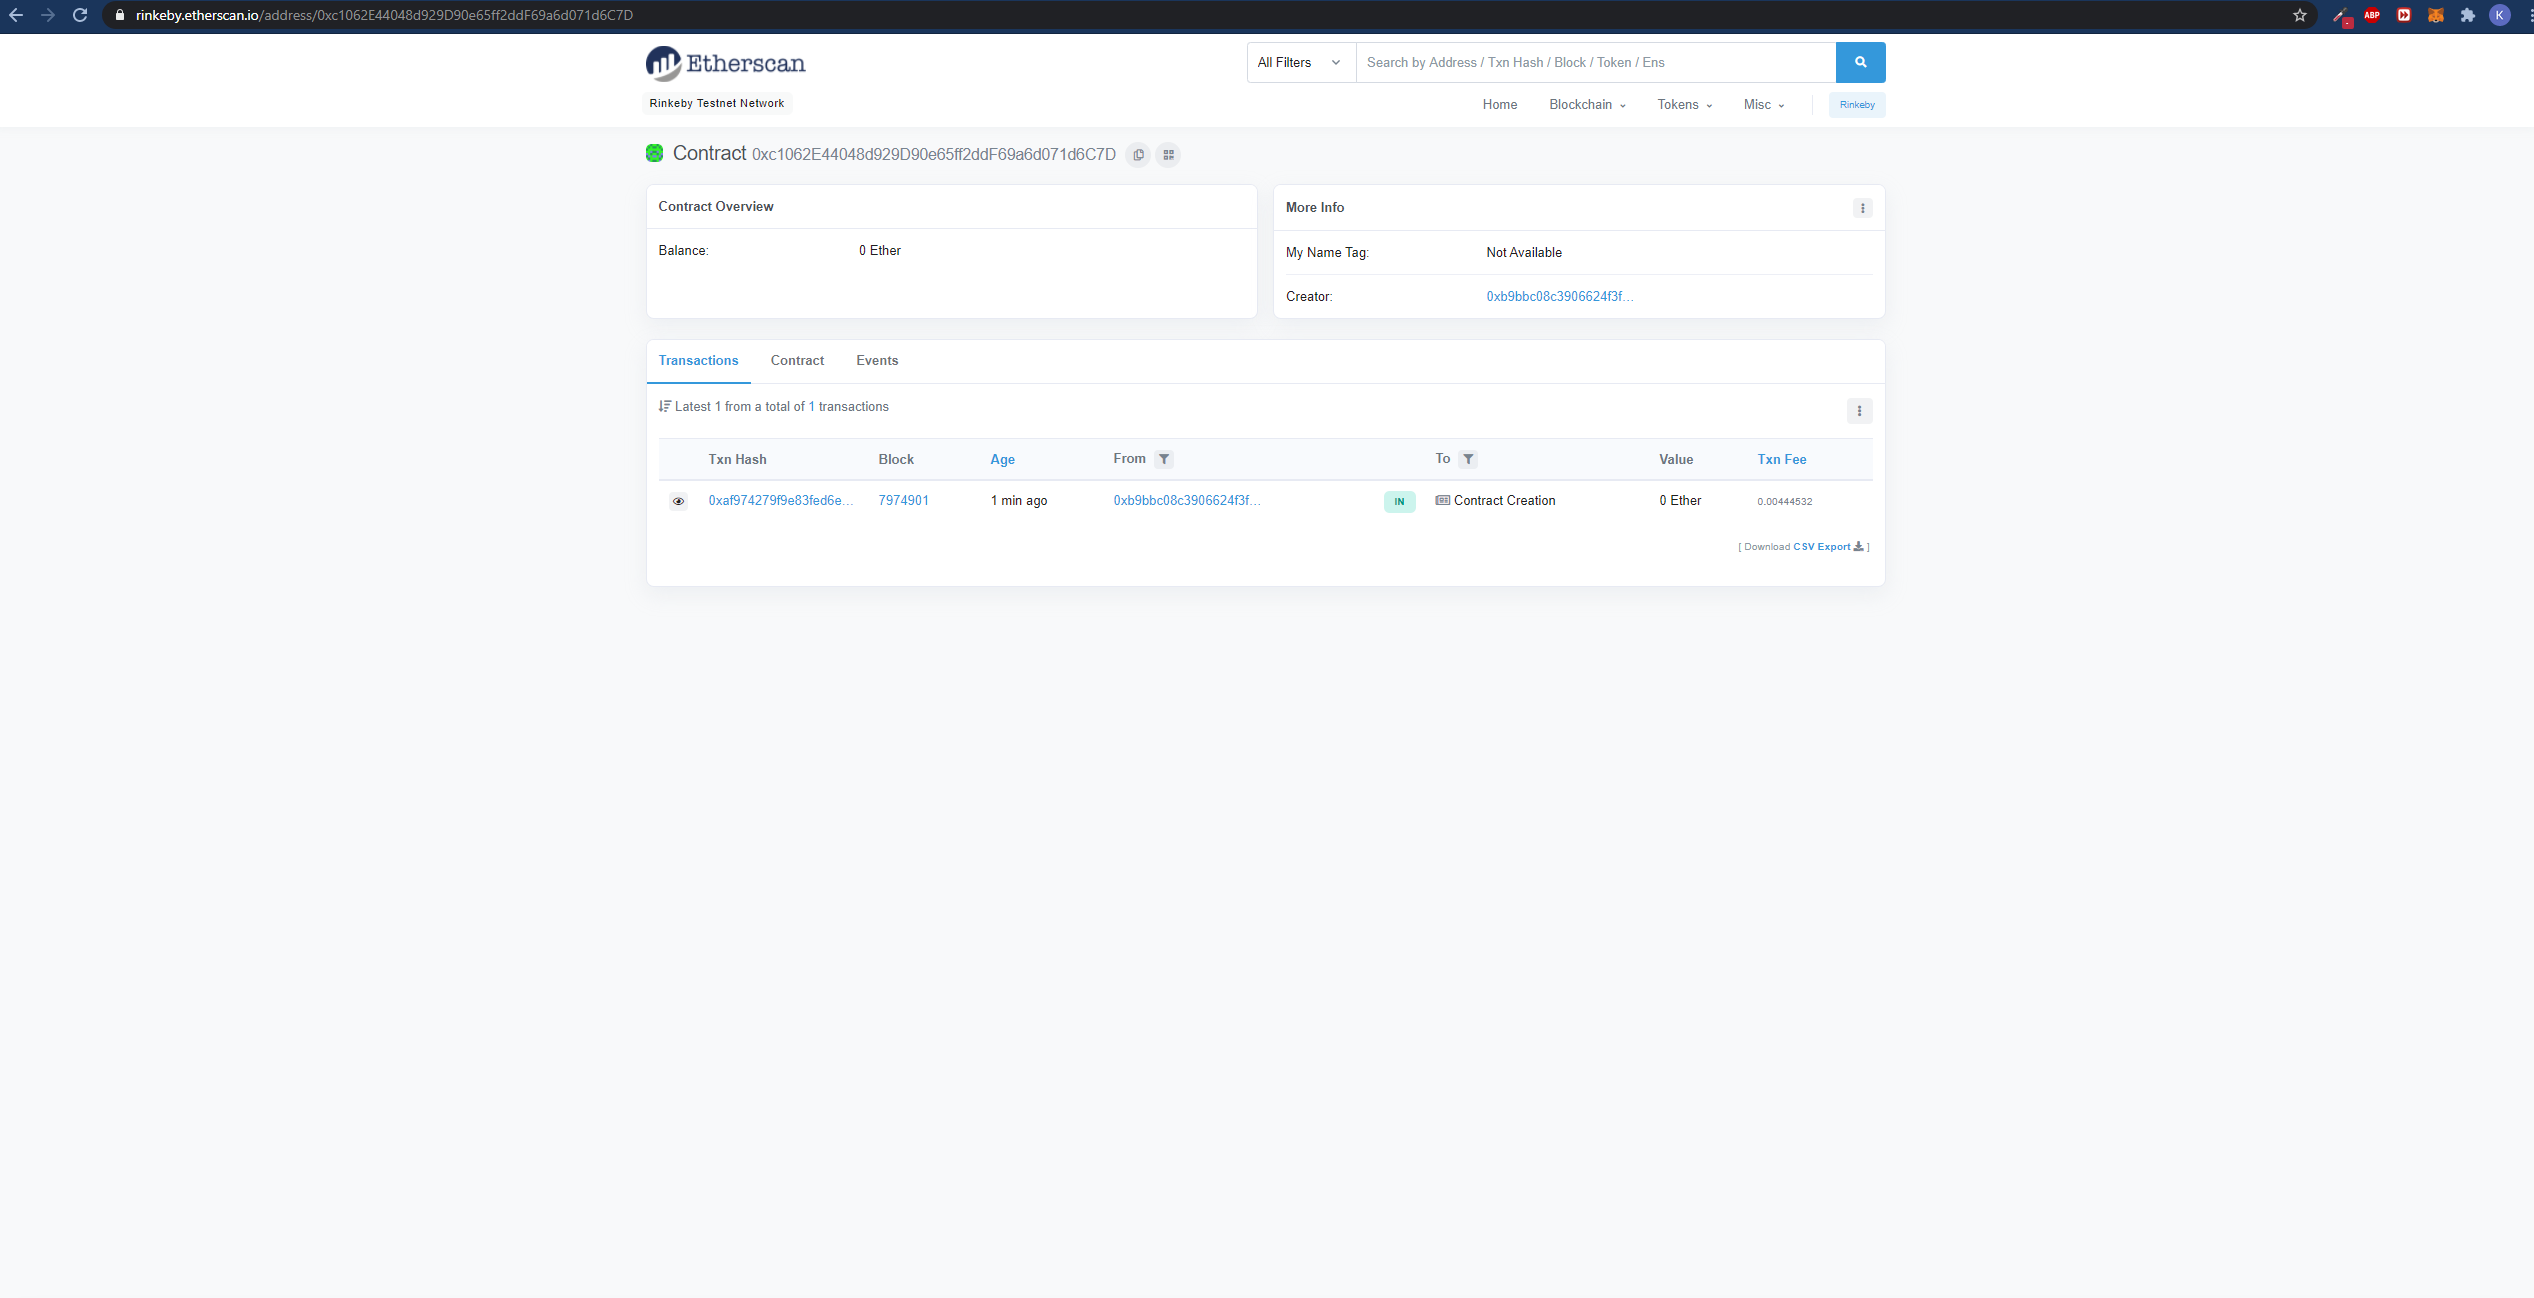 rinkeby.etherscan.io/address/0xc1062E44048d929D90e65ff2ddF69a6d071d6C7D
ABP
K
Etherscan
All Filters
Search by Address / Txn Hash / Block / Token / Ens
Rinkeby Testnet Network
Home Blockchain Tokens Misc Rinkeby
Contract 0xc1062E44048d929D90e65ff2ddF69a6d071d6C7D
Contract Overview
Balance: 0 Ether
More Info
My Name Tag: Not Available
Creator: 0xb9bbc08c3906624f3f...
Transactions Contract Events
Latest 1 from a total of 1 transactions
Txn Hash Block Age From To Value Txn Fee
0xaf974279f9e83fed6e... 7974901 1 min ago 0xb9bbc08c3906624f3f... IN Contract Creation 0 Ether 0.00444532
[ Download CSV Export ]